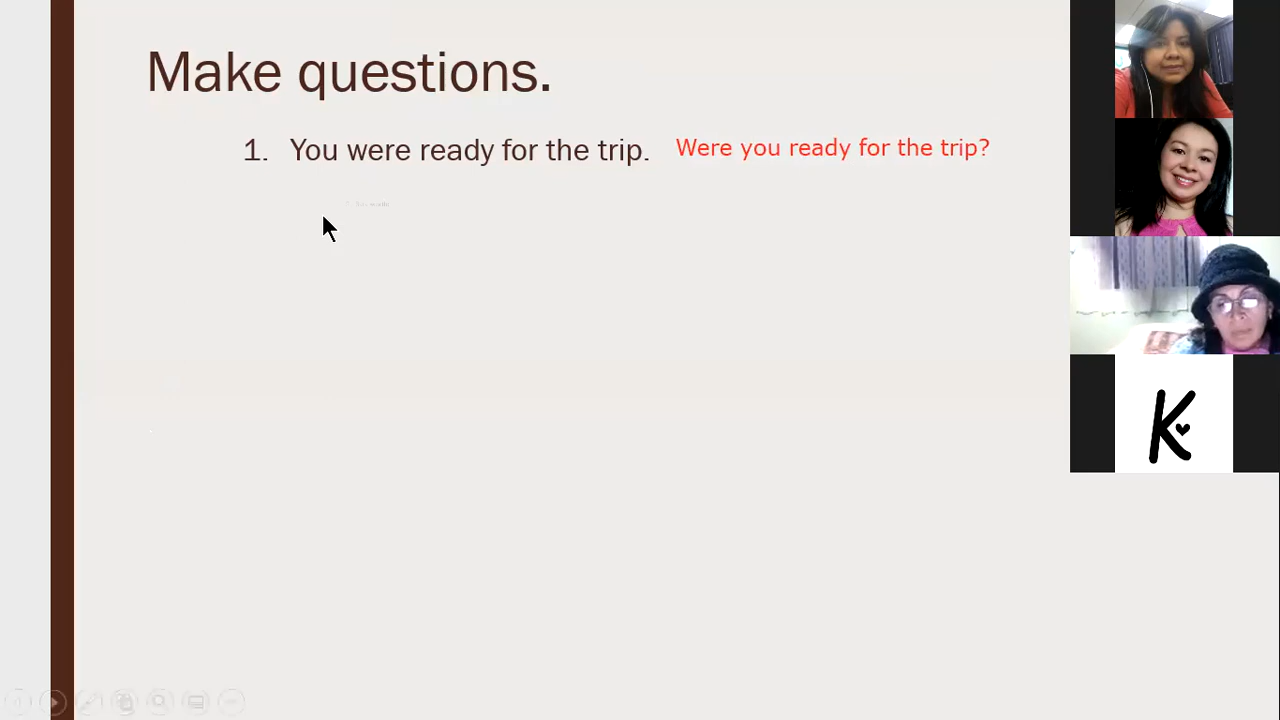 Make questions.
1. You were ready for the trip. Were you ready for the trip?
K